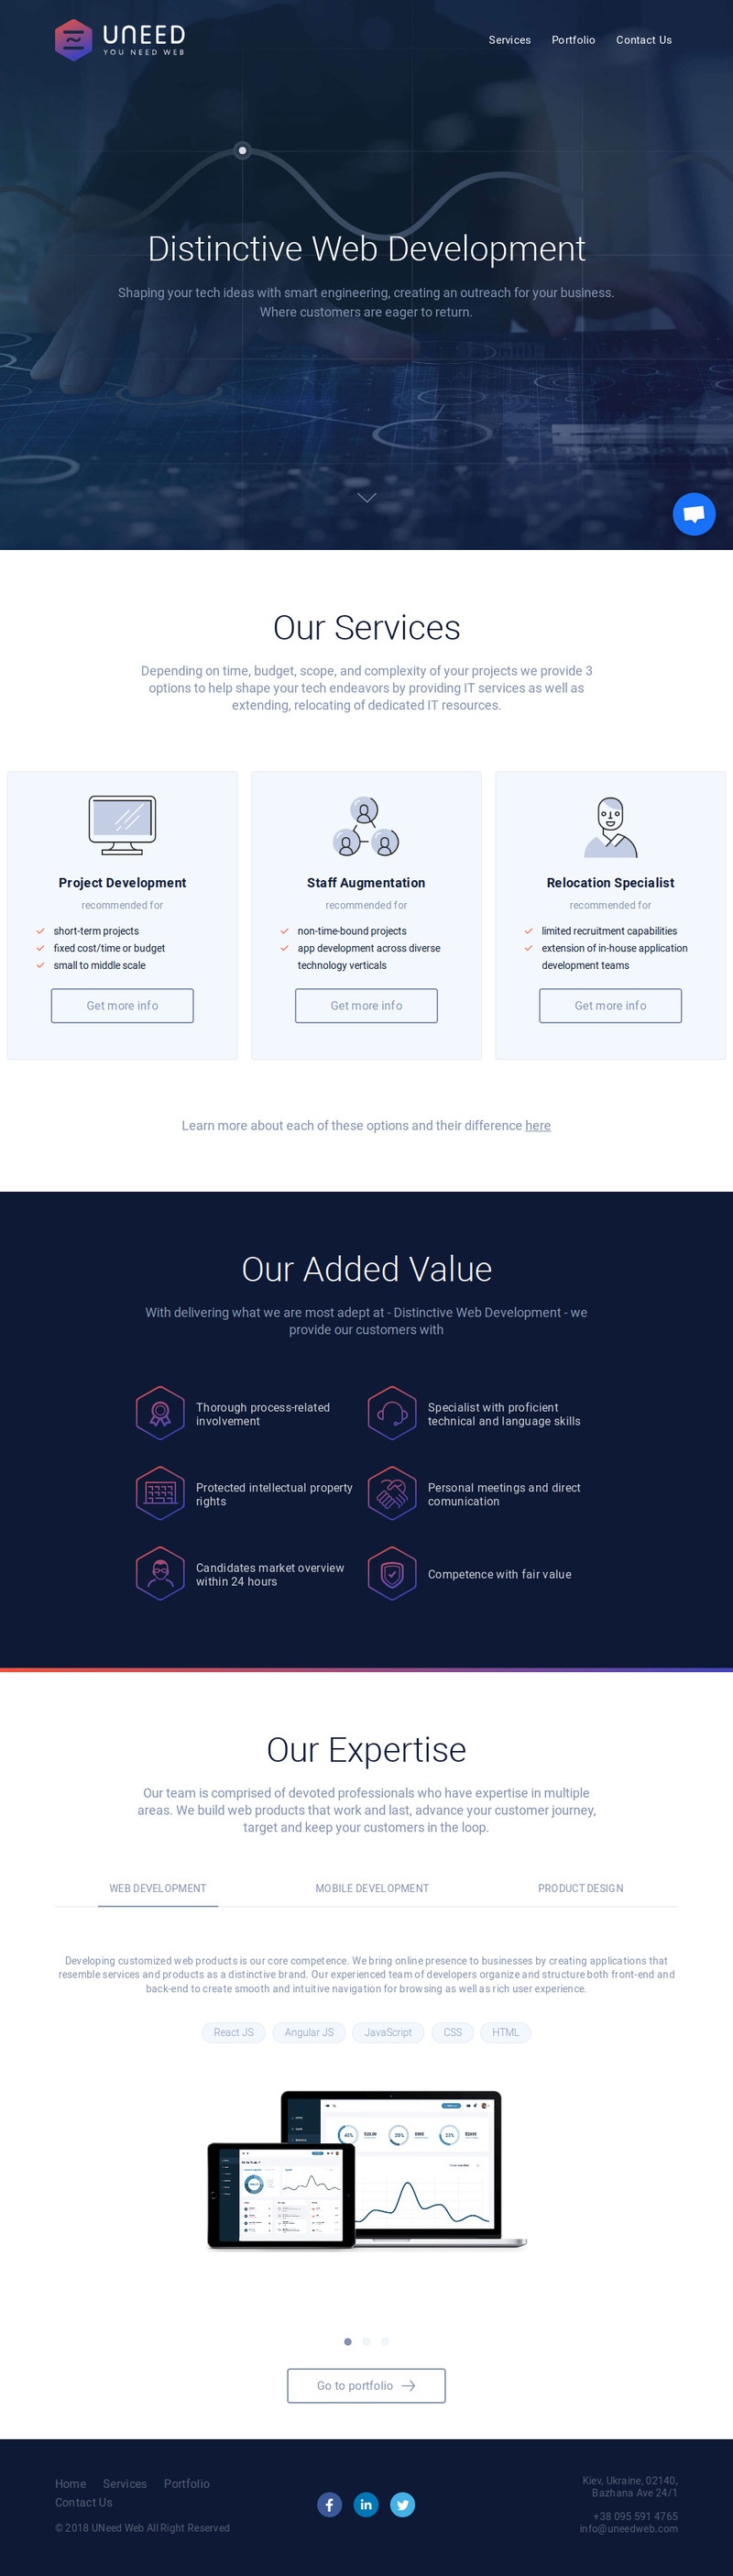 UNEED
YOU NEED WEB
Services Portfolio Contact Us
Distinctive Web Development
Shaping your tech ideas with smart engineering, creating an outreach for your business.
Where customers are eager to return.
Our Services
Depending on time, budget, scope, and complexity of your projects we provide 3
options to help shape your tech endeavors by providing IT services as well as
extending, relocating of dedicated IT resources.
Project Development
recommended for
short-term projects
fixed cost/time or budget
small to middle scale
Get more info
Staff Augmentation
recommended for
non-time-bound projects
app development across diverse
technology verticals
Get more info
Relocation Specialist
recommended for
limited recruitment capabilities
extension of in-house application
development teams
Get more info
Learn more about each of these options and their difference here
Our Added Value
With delivering what we are most adept at - Distinctive Web Development - we
provide our customers with
Thorough process-related
involvement
Specialist with proficient
technical and language skills
Protected intellectual property
rights
Personal meetings and direct
comunication
Candidates market overview
within 24 hours
Competence with fair value
Our Expertise
Our team is comprised of devoted professionals who have expertise in multiple
areas. We build web products that work and last, advance your customer journey,
target and keep your customers in the loop.
WEB DEVELOPMENT MOBILE DEVELOPMENT PRODUCT DESIGN
Developing customized web products is our core competence. We bring online presence to businesses by creating applications that
resemble services and products as a distinctive brand. Our experienced team of developers organize and structure both front-end and
back-end to create smooth and intuitive navigation for browsing as well as rich user experience.
React JS Angular JS JavaScript CSS HTML
Go to portfolio
Home Services Portfolio
Contact Us
© 2018 UNeed Web All Right Reserved
Kiev, Ukraine, 02140,
Bazhana Ave 24/1
+38 095 591 4765
info@uneedweb.com